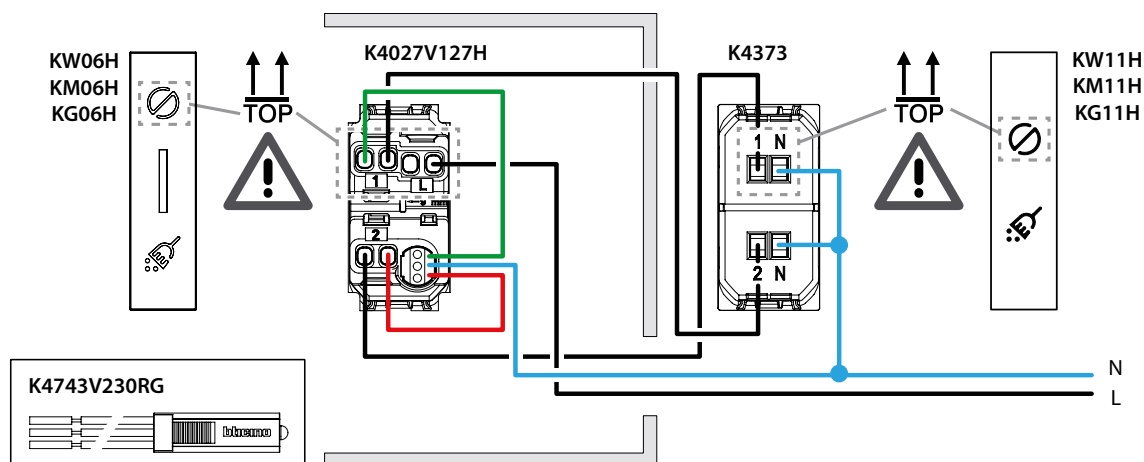 K4027V127H
K4373
KW06H
KM06H
KG06H
TOP
TOP
KW11H
KM11H
KG11H
1
L
2
1 N
2 N
N
L
K4743V230RG
bticino